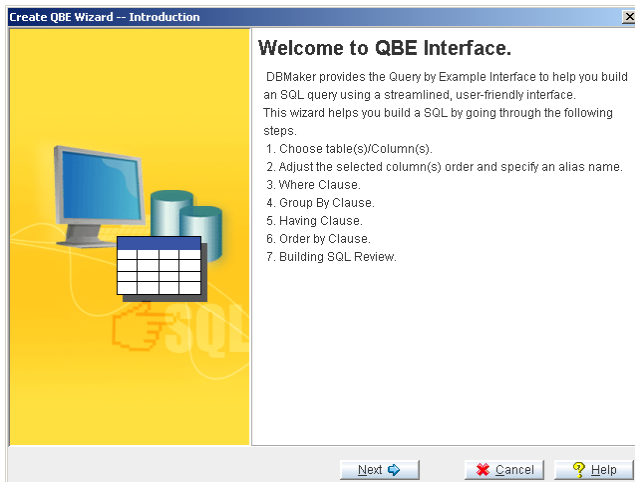 Create QBE Wizard -- Introduction
Welcome to QBE Interface.
DBMaker provides the Query by Example Interface to help you build
an SQL query using a streamlined, user-friendly interface.
This wizard helps you build a SQL by going through the following
steps.
1. Choose table(s)/Column(s).
2. Adjust the selected column(s) order and specify an alias name.
3. Where Clause.
4. Group By Clause.
5. Having Clause.
6. Order by Clause.
7. Building SQL Review.
SQL
Next
Cancel
Help